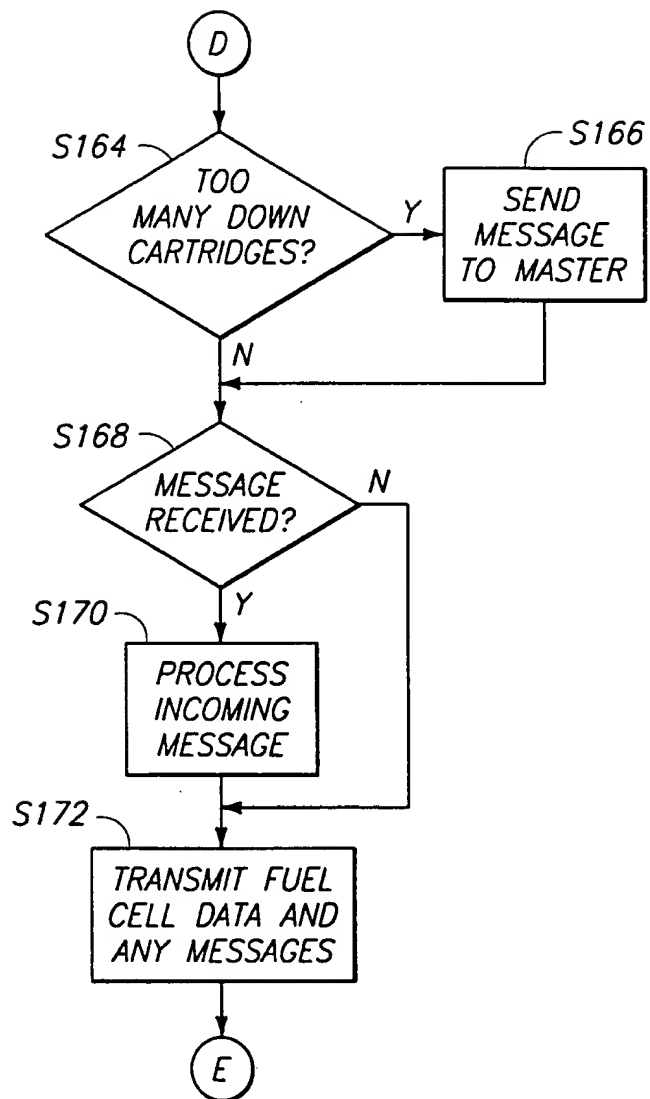 D
S164
TOO
MANY DOWN
CARTRIDGES?
Y
S166
SEND
MESSAGE
TO MASTER
N
S168
MESSAGE
RECEIVED?
N
Y
S170
PROCESS
INCOMING
MESSAGE
S172
TRANSMIT FUEL
CELL DATA AND
ANY MESSAGES
E